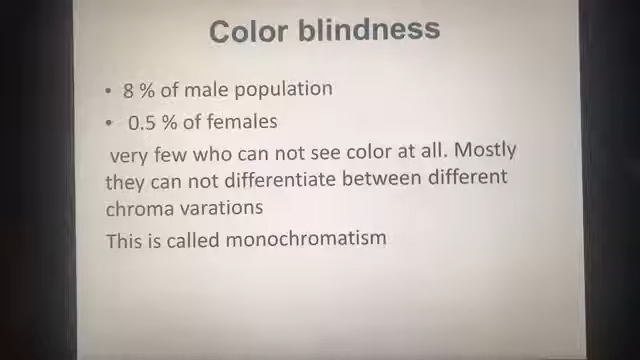 Color blindness
• 8 % of male population
• 0.5 % of females
very few who can not see color at all. Mostly
they can not differentiate between different
chroma varations
This is called monochromatism